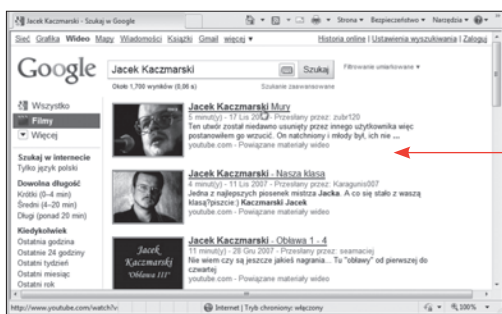 Jacek Kaczmarski - Szukaj w Google
Strona Bezpieczeństwo Narzędzia
Sieć Grafika Wideo Mapy Wiadomości Książki Gmail więcej ▼
Historia online | Ustawienia wyszukiwania | Zaloguj
Google
Jacek Kaczmarski
Szukaj
Filtrowanie umiarkowane ▼
Około 1,700 wyników (0,06 s)
Szukanie zaawansowane
Wszystko
Filmy
Więcej
Szukaj w internecie
Tylko język polski
Dowolna długość
Krótki (0–4 min)
Średni (4–20 min)
Długi (ponad 20 min)
Kiedykolwiek
Ostatnia godzina
Ostatnie 24 godziny
Ostatni tydzień
Ostatni miesiąc
Ostatni rok
Jacek Kaczmarski Mury
5 minut(y) - 17 Lis - Przesłany przez: zubr120
Ten utwór został niedawno usunięty przez innego użytkownika więc
postanowiłem go wrzucić. On natchniony i młody był, ich nie ...
youtube.com - Powiązane materiały wideo
Jacek Kaczmarski - Nasza klasa
4 minut(y) - 11 Lis 2007 - Przesłany przez: Karagunis007
Jedna z najlepszych piosenek mistrza Jacka. A co się stało z waszą
klasą?piszcie:) Kaczmarski Jacek
youtube.com - Powiązane materiały wideo
Jacek
Kaczmarski
'Obława III'
Jacek Kaczmarski - Obława 1 - 4
11 minut(y) - 28 Gru 2007 - Przesłany przez: seamaciej
Nie wiem czy są jeszcze jakieś nagrania... Tu "obławy" od pierwszej do
czwartej
youtube.com - Powiązane materiały wideo
http://www.youtube.com/watch?v:
Internet | Tryb chroniony: włączony
100%